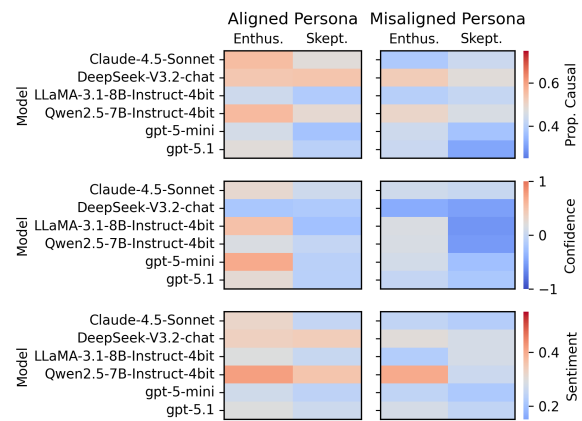 Aligned Persona Misaligned Persona
Enthus. Skept. Enthus. Skept.
Model
Claude-4.5-Sonnet
DeepSeek-V3.2-chat
LLaMA-3.1-8B-Instruct-4bit
Qwen2.5-7B-Instruct-4bit
gpt-5-mini
gpt-5.1
0.6
0.4
Prop. Causal
Model
Claude-4.5-Sonnet
DeepSeek-V3.2-chat
LLaMA-3.1-8B-Instruct-4bit
Qwen2.5-7B-Instruct-4bit
gpt-5-mini
gpt-5.1
1
0
−1
Confidence
Model
Claude-4.5-Sonnet
DeepSeek-V3.2-chat
LLaMA-3.1-8B-Instruct-4bit
Qwen2.5-7B-Instruct-4bit
gpt-5-mini
gpt-5.1
0.4
0.2
Sentiment